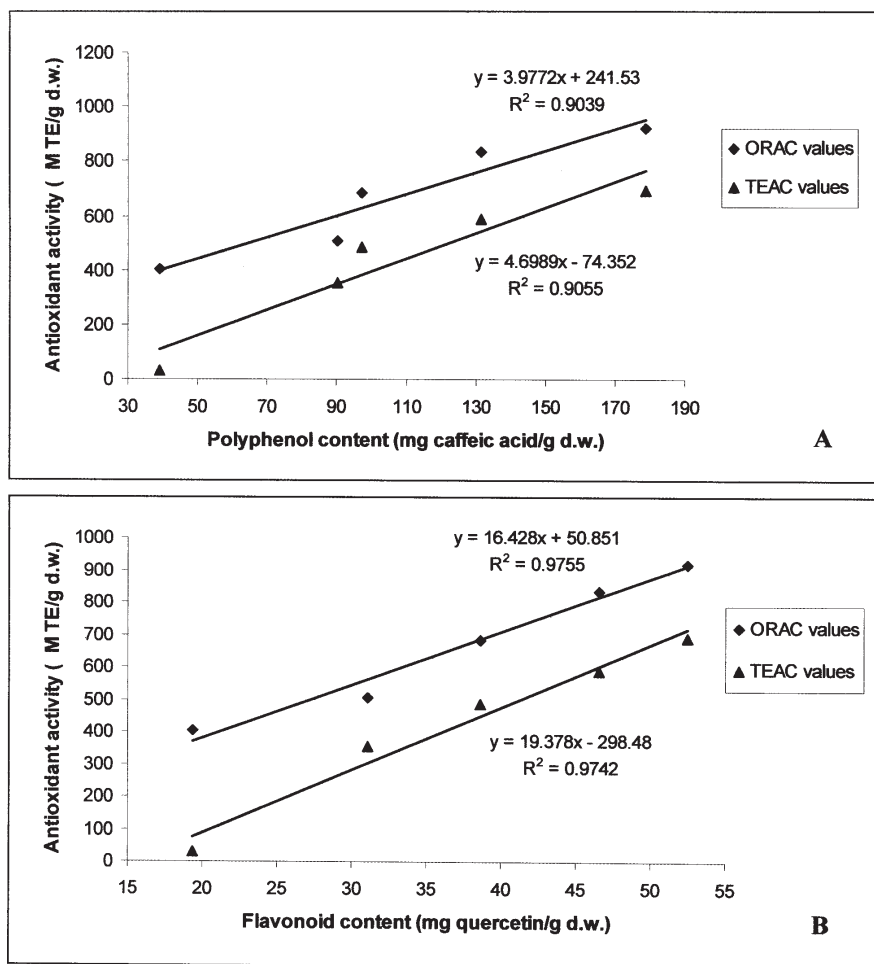 1200
1000
800
600
400
200
0
Antioxidant activity ( M TE/g d.w.)
y = 3.9772x + 241.53
R² = 0.9039
y = 4.6989x - 74.352
R² = 0.9055
ORAC values
TEAC values
30 50 70 90 110 130 150 170 190
Polyphenol content (mg caffeic acid/g d.w.)
A
1000
900
800
700
600
500
400
300
200
100
0
Antioxidant activity ( M TE/g d.w.)
y = 16.428x + 50.851
R² = 0.9755
y = 19.378x - 298.48
R² = 0.9742
ORAC values
TEAC values
15 20 25 30 35 40 45 50 55
Flavonoid content (mg quercetin/g d.w.)
B